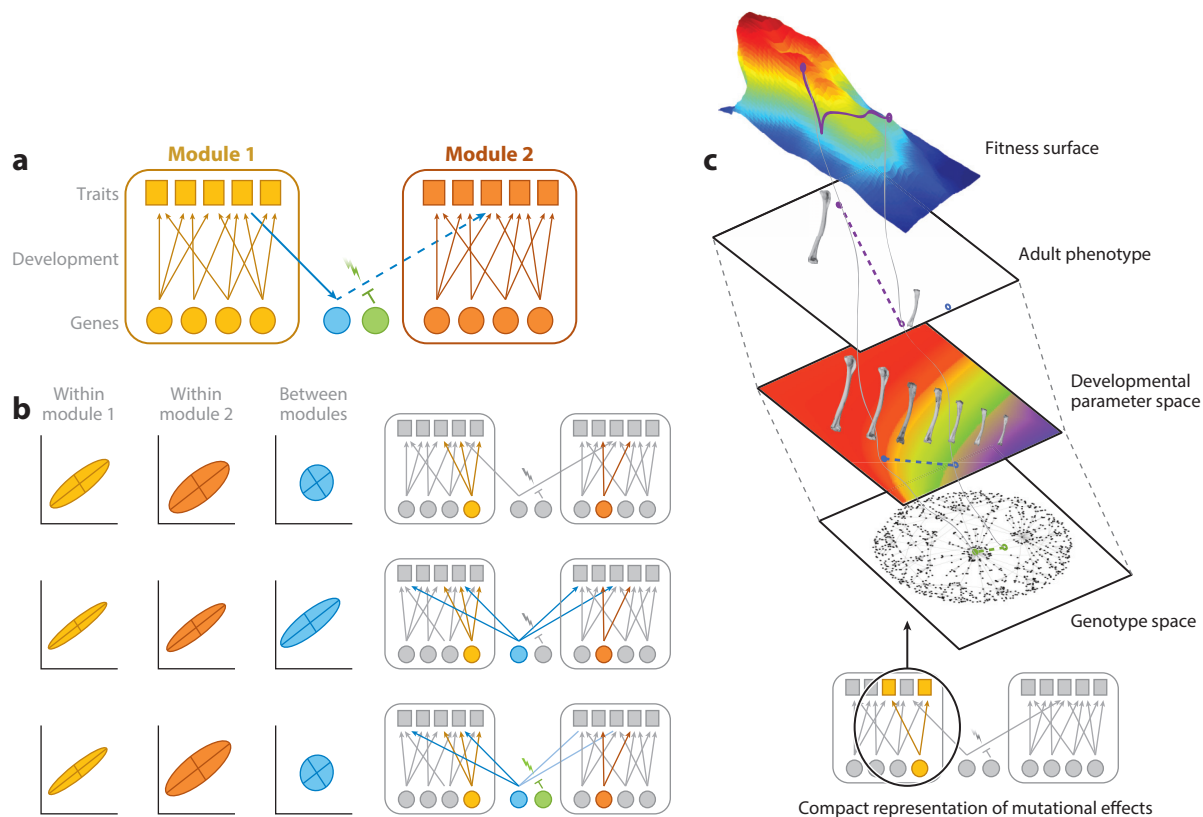 a
Module 1
Module 2
Traits
Development
Genes
b
Within
module 1
Within
module 2
Between
modules
c
Fitness surface
Adult phenotype
Developmental
parameter space
Genotype space
Compact representation of mutational effects